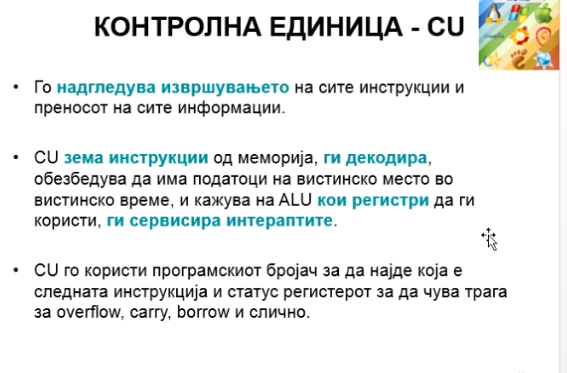 КОНТРОЛНА ЕДИНИЦА - CU
• Го надгледува извршувањето на сите инструкции и
преносот на сите информации.
• CU зема инструкции од меморија, ги декодира,
обезбедува да има податоци на вистинско место во
вистинско време, и кажува на ALU кои регистри да ги
користи, ги сервисира интераптите.
• CU го користи програмскиот бројач за да најде која е
следната инструкција и статус регистерот за да чува трага
за overflow, carry, borrow и слично.